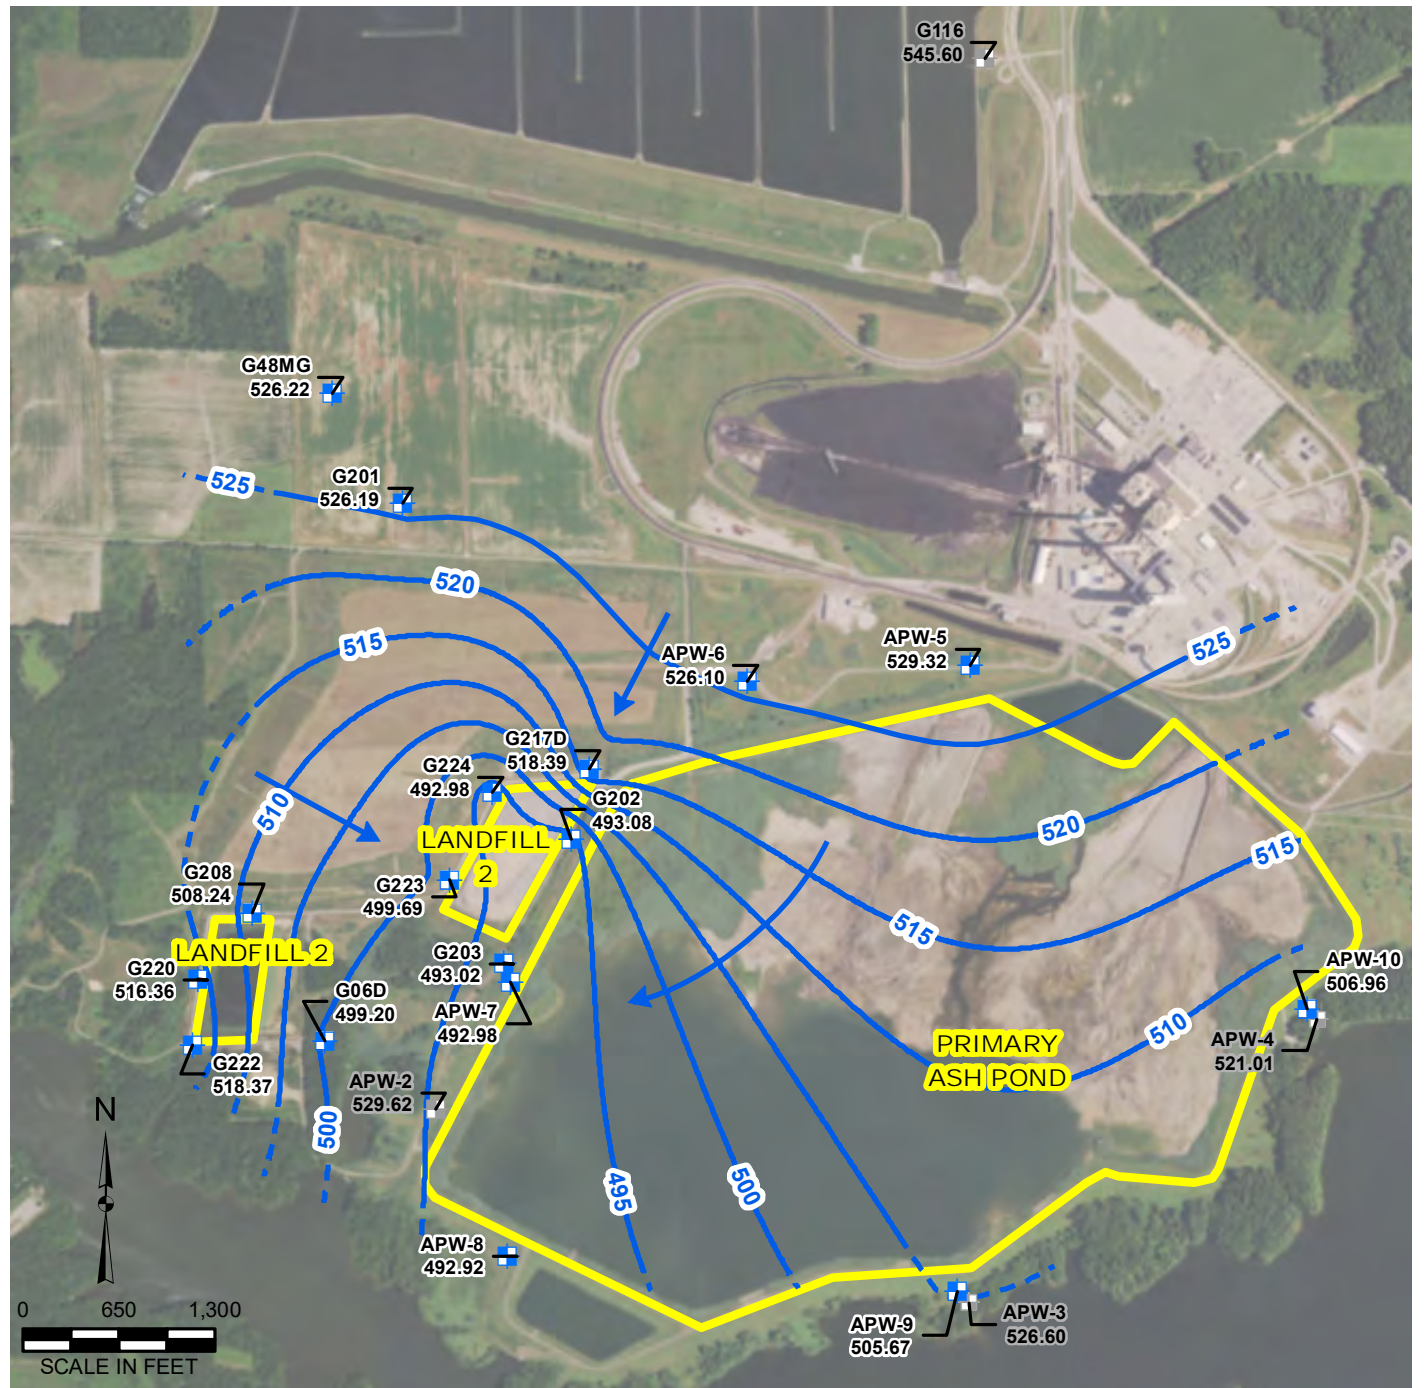 G116
545.60
G48MG
526.22
525
G201
526.19
520
515
APW-6
526.10
APW-5
529.32
525
G217D
518.39
G224
492.98
G202
493.08
510
LANDFILL
2
520
515
G208
508.24
G223
499.69
LANDFILL 2
515
G220
516.36
G203
493.02
G06D
499.20
APW-7
492.98
APW-10
506.96
510
APW-4
521.01
PRIMARY
ASH POND
G222
518.37
APW-2
529.62
N
500
495
500
APW-8
492.92
0 650 1,300
SCALE IN FEET
APW-9
505.67
APW-3
526.60